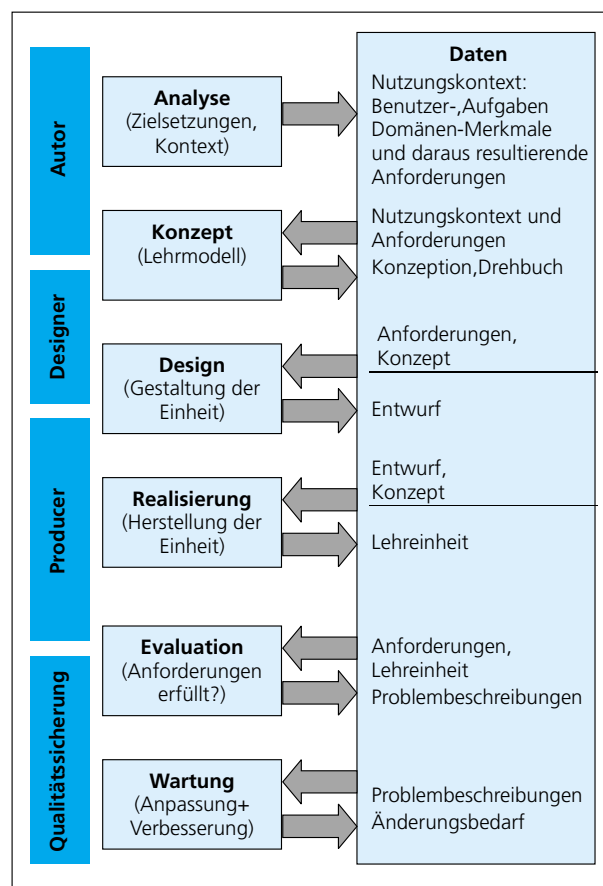 Autor
Designer
Producer
Qualitätssicherung
Analyse
(Zielsetzungen,
Kontext)
Konzept
(Lehrmodell)
Design
(Gestaltung der
Einheit)
Realisierung
(Herstellung der
Einheit)
Evaluation
(Anforderungen
erfüllt?)
Wartung
(Anpassung+
Verbesserung)
Daten
Nutzungskontext:
Benutzer-,Aufgaben
Domänen-Merkmale
und daraus resultierende
Anforderungen
Nutzungskontext und
Anforderungen
Konzeption,Drehbuch
Anforderungen,
Konzept
Entwurf
Entwurf,
Konzept
Lehreinheit
Anforderungen,
Lehreinheit
Problembeschreibungen
Problembeschreibungen
Änderungsbedarf